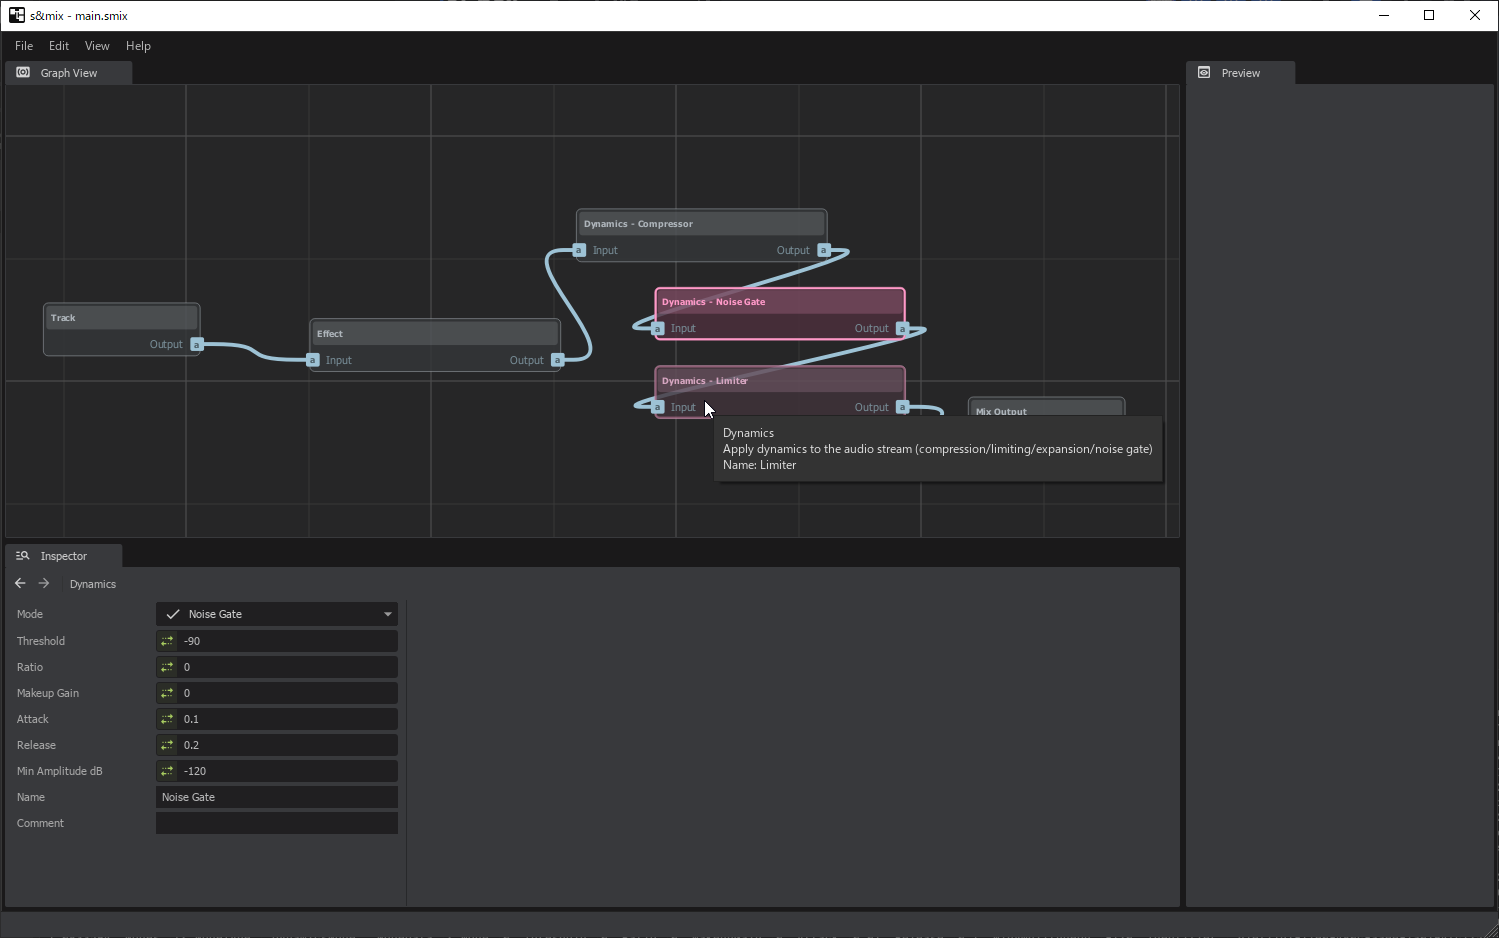 s&mix - main.smix
File Edit View Help
Graph View
Preview
Dynamics - Compressor
a Input Output a
Dynamics - Noise Gate
a Input Output a
Track
Output a
Effect
a Input Output a
Dynamics - Limiter
a Input Output a
Mix Output
Dynamics
Apply dynamics to the audio stream (compression/limiting/expansion/noise gate)
Name: Limiter
Inspector
Dynamics
Mode Noise Gate
Threshold -90
Ratio 0
Makeup Gain 0
Attack 0.1
Release 0.2
Min Amplitude dB -120
Name Noise Gate
Comment